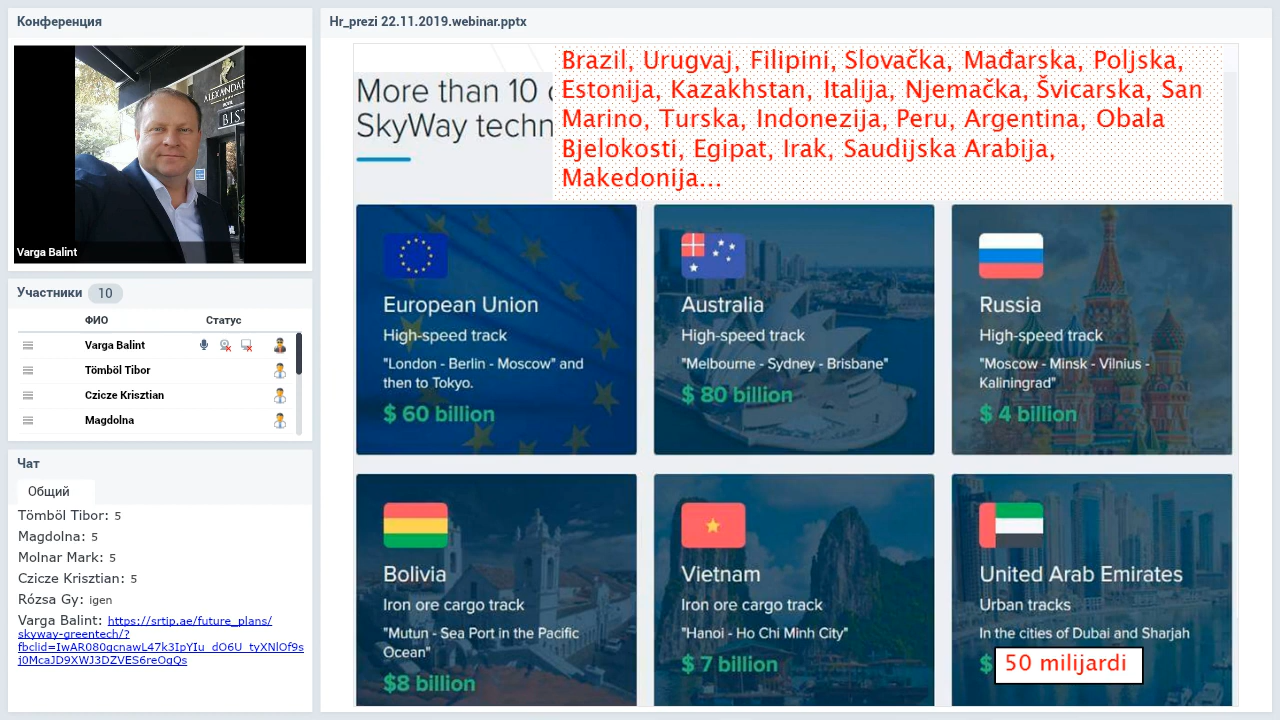 Конференция
Varga Balint
Участники 10
ФИО Статус
Varga Balint
Tömböl Tibor
Czicze Krisztian
Magdolna
Чат
Общий
Tömböl Tibor: 5
Magdolna: 5
Molnar Mark: 5
Czicze Krisztian: 5
Rózsa Gy: igen
Varga Balint: https://srtip.ae/future_plans/
skyway-greentech/?
fbclid=IwAR080gcnawL47k3IpYIu_dO6U_tyXNlOf9s
j0McaJD9XWJ3DZVES6reOgQs
Hr_prezi 22.11.2019.webinar.pptx
More than 10
SkyWay
Brazil, Urugvaj, Filipini, Slovačka, Mađarska, Poljska,
Estonija, Kazakhstan, Italija, Njemačka, Švicarska, San
Marino, Turska, Indonezija, Peru, Argentina, Obala
Bjelokosti, Egipat, Irak, Saudijska Arabija,
Makedonija...
European Union
High-speed track
"London - Berlin - Moscow" and
then to Tokyo.
$ 60 billion
Australia
High-speed track
"Melbourne - Sydney - Brisbane"
$ 80 billion
Russia
High-speed track
"Moscow - Minsk - Vilnius -
Kaliningrad"
$ 4 billion
Bolivia
Iron ore cargo track
"Mutun - Sea Port in the Pacific
Ocean"
$8 billion
Vietnam
Iron ore cargo track
"Hanoi - Ho Chi Minh City"
$ 7 billion
United Arab Emirates
Urban tracks
In the cities of Dubai and Sharjah
$ 50 milijardi